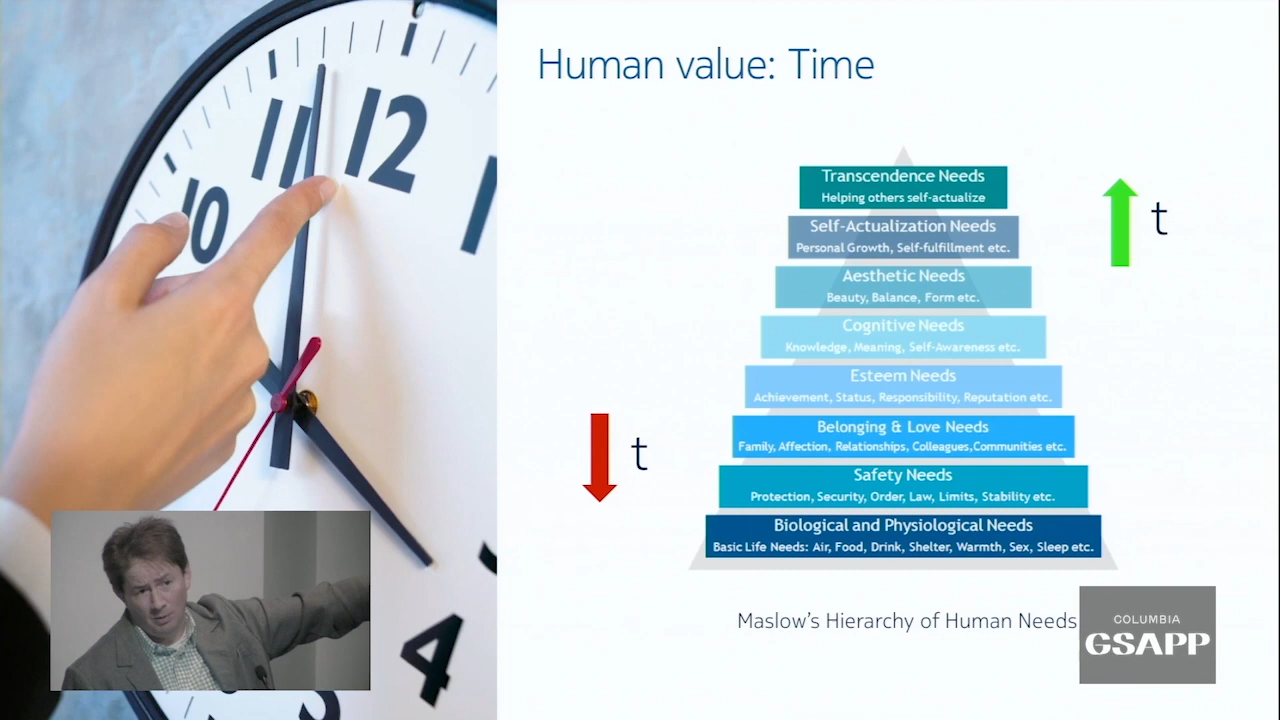 11
12
10
4
Human value: Time
Transcendence Needs
Helping others self-actualize
Self-Actualization Needs
Personal Growth, Self-fulfillment etc.
Aesthetic Needs
Beauty, Balance, Form etc.
Cognitive Needs
Knowledge, Meaning, Self-Awareness etc.
Esteem Needs
Achievement, Status, Responsibility, Reputation etc.
Belonging & Love Needs
Family, Affection, Relationships, Colleagues,Communities etc.
Safety Needs
Protection, Security, Order, Law, Limits, Stability etc.
Biological and Physiological Needs
Basic Life Needs: Air, Food, Drink, Shelter, Warmth, Sex, Sleep etc.
t
t
Maslow's Hierarchy of Human Needs
COLUMBIA
GSAPP